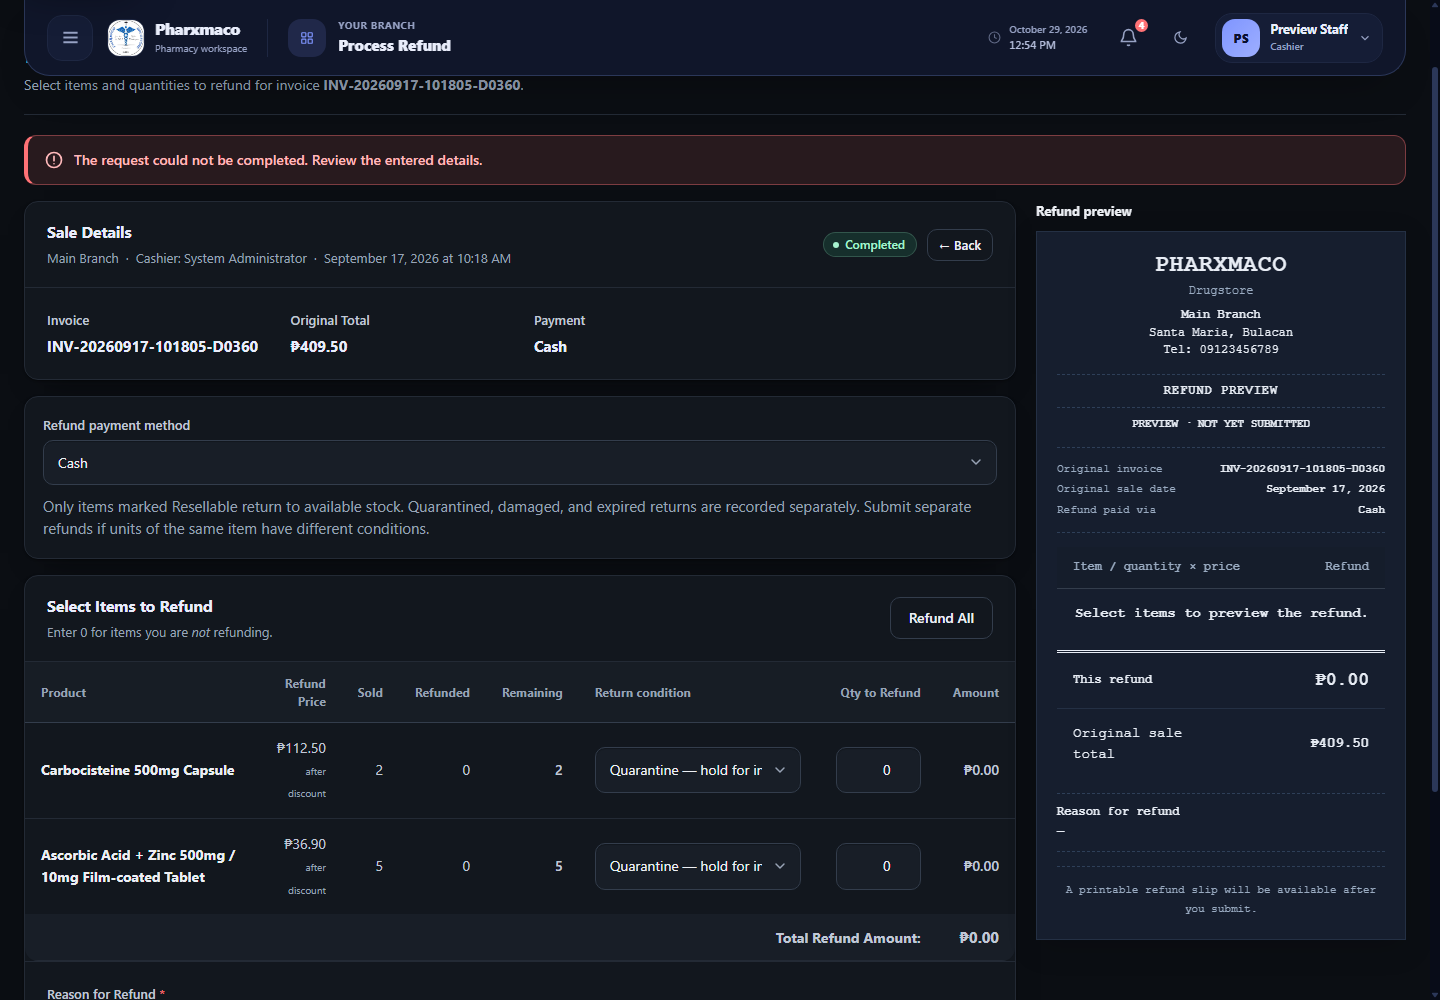 Pharxmaco
Pharmacy workspace
YOUR BRANCH
Process Refund
October 29, 2026
12:54 PM
4
PS
Preview Staff
Cashier
Select items and quantities to refund for invoice INV-20260917-101805-D0360.
The request could not be completed. Review the entered details.
Sale Details
Main Branch · Cashier: System Administrator · September 17, 2026 at 10:18 AM
Completed
← Back
Invoice
INV-20260917-101805-D0360
Original Total
₱409.50
Payment
Cash
Refund payment method
Cash
Only items marked Resellable return to available stock. Quarantined, damaged, and expired returns are recorded separately. Submit separate
refunds if units of the same item have different conditions.
Select Items to Refund
Enter 0 for items you are not refunding.
Refund All
Product Refund Price Sold Refunded Remaining Return condition Qty to Refund Amount
Carbocisteine 500mg Capsule ₱112.50 after discount 2 0 2 Quarantine — hold for ir 0 ₱0.00
Ascorbic Acid + Zinc 500mg / 10mg Film-coated Tablet ₱36.90 after discount 5 0 5 Quarantine — hold for ir 0 ₱0.00
Total Refund Amount: ₱0.00
Reason for Refund *
Refund preview
PHARXMACO
Drugstore
Main Branch
Santa Maria, Bulacan
Tel: 09123456789
REFUND PREVIEW
PREVIEW - NOT YET SUBMITTED
Original invoice INV-20260917-101805-D0360
Original sale date September 17, 2026
Refund paid via Cash
Item / quantity × price Refund
Select items to preview the refund.
This refund ₱0.00
Original sale total ₱409.50
Reason for refund
—
A printable refund slip will be available after
you submit.